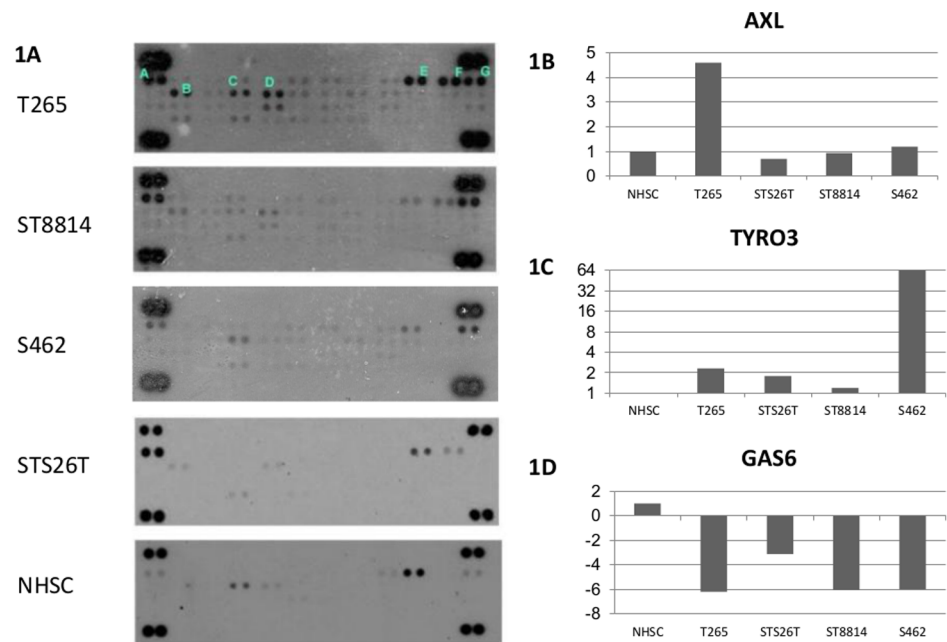 1A
T265
A
B
C
D
E
F
G
ST8814
S462
STS26T
NHSC
1B
AXL
5
4
3
2
1
0
NHSC T265 STS26T ST8814 S462
1C
TYRO3
64
32
16
8
4
2
1
NHSC T265 STS26T ST8814 S462
1D
GAS6
2
0
-2
-4
-6
-8
NHSC T265 STS26T ST8814 S462